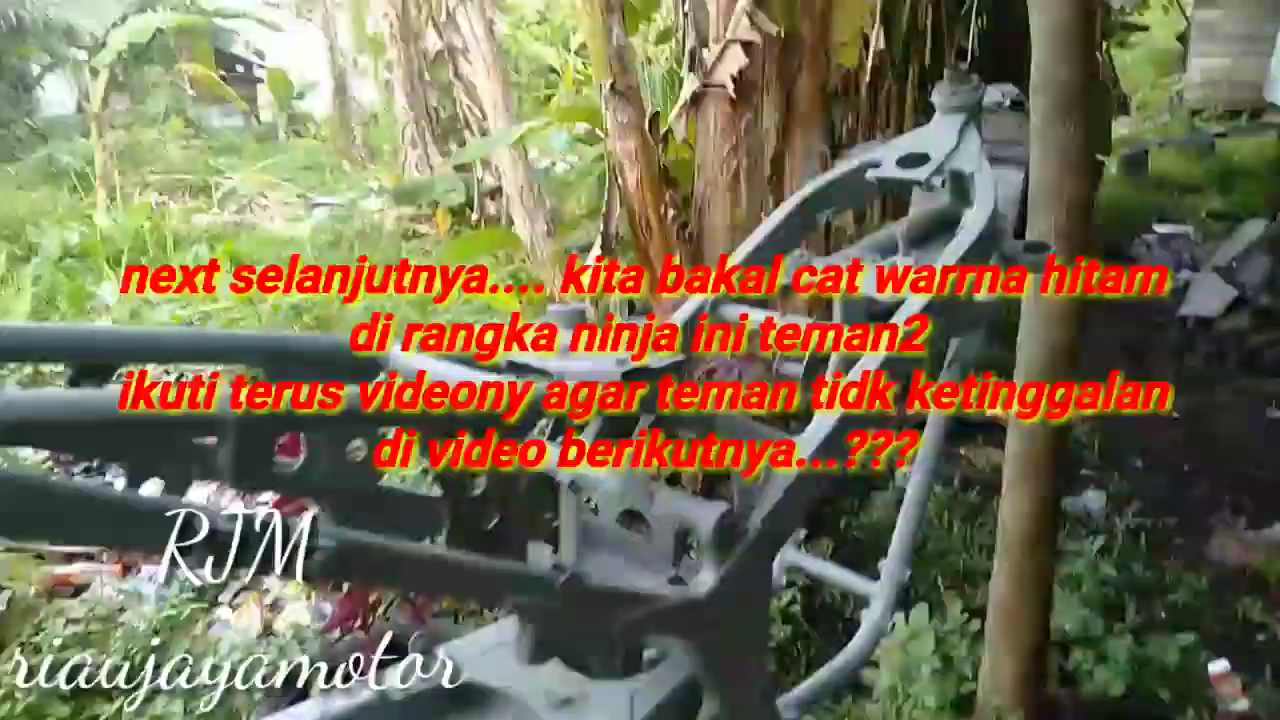 next selanjutnya.... kita bakal cat warrna hitam
di rangka ninja ini teman2
ikuti terus videony agar teman tidk ketinggalan
di video berikutnya...???
RJM
riaujayamotor